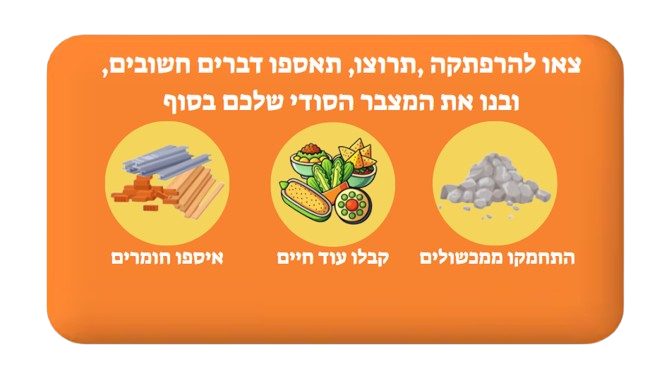 צאו להרפתקה ,תרוצו, תאספו דברים חשובים,
ובנו את המצבר הסודי שלכם בסוף
התחמקו ממכשולים
קבלו עוד חיים
איספו חומרים